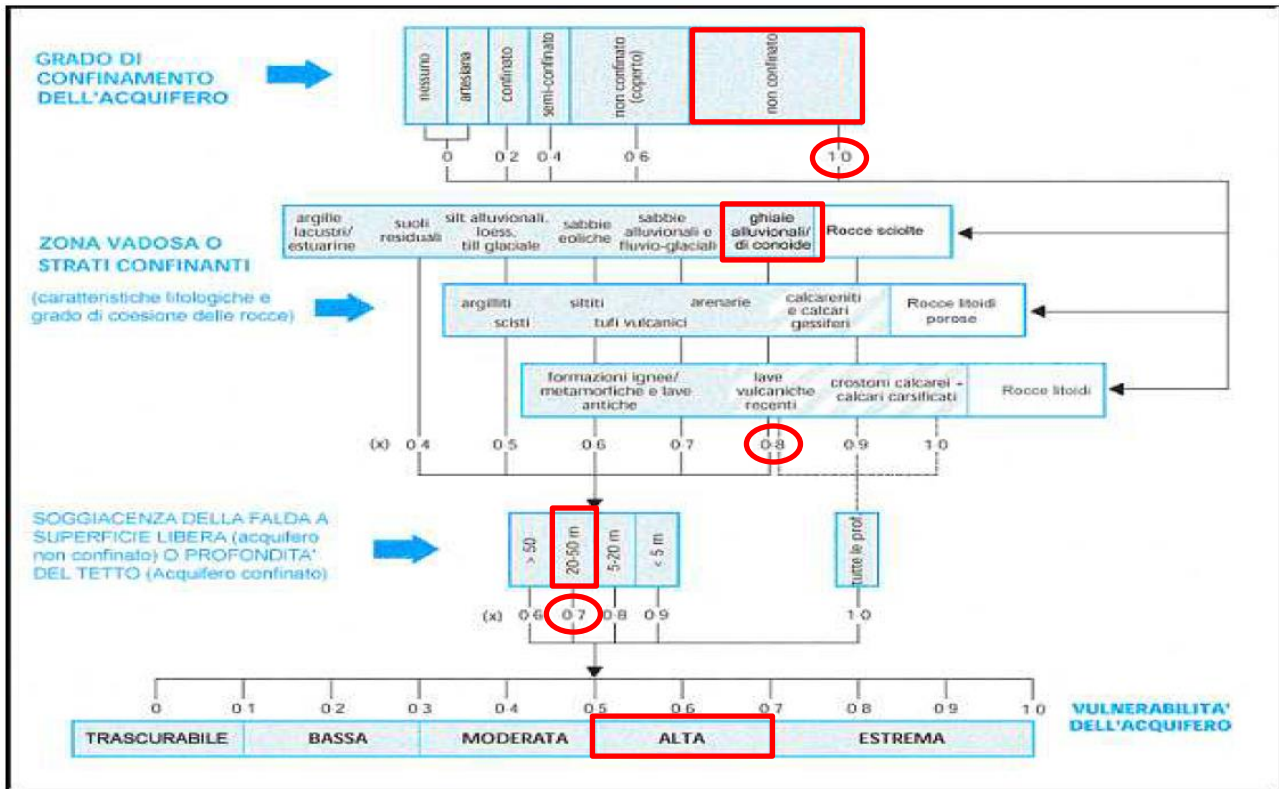 GRADO DI
CONFINAMENTO
DELL'ACQUIFERO
nessuno
artesiana
confinato
semi-confinato
non confinato
(coperto)
non confinato
0 0·2 0·4 0·6 1·0
argille
lacustri/
estuarine
suoli
residuali
silt alluvionali,
loess,
till glaciale
sabbie
eoliche
sabbie
alluvionali e
fluvio-glaciali
ghiaie
alluvionali/
di conoide
Rocce sciolte
ZONA VADOSA O
STRATI CONFINANTI
(caratteristiche litologiche e
grado di coesione delle rocce)
argilliti
scisti
siltiti
tufi vulcanici
arenarie
calcareniti
e calcari
gessiferi
Rocce litoidi
porose
formazioni ignee/
metamorfiche e lave
antiche
lave
vulcaniche
recenti
crostoni calcarei -
calcari carsificati
Rocce litoidi
(x) 0·4 0·5 0·6 0·7 0·8 0·9 1·0
SOGGIACENZA DELLA FALDA A
SUPERFICIE LIBERA (acquifero
non confinato) O PROFONDITA'
DEL TETTO (Acquifero confinato)
> 50
20-50 m
5-20 m
< 5 m
tutte le prof
(x) 0·6 0·7 0·8 0·9 1·0
0 0·1 0·2 0·3 0·4 0·5 0·6 0·7 0·8 0·9 1·0
VULNERABILITA'
DELL'ACQUIFERO
TRASCURABILE BASSA MODERATA ALTA ESTREMA